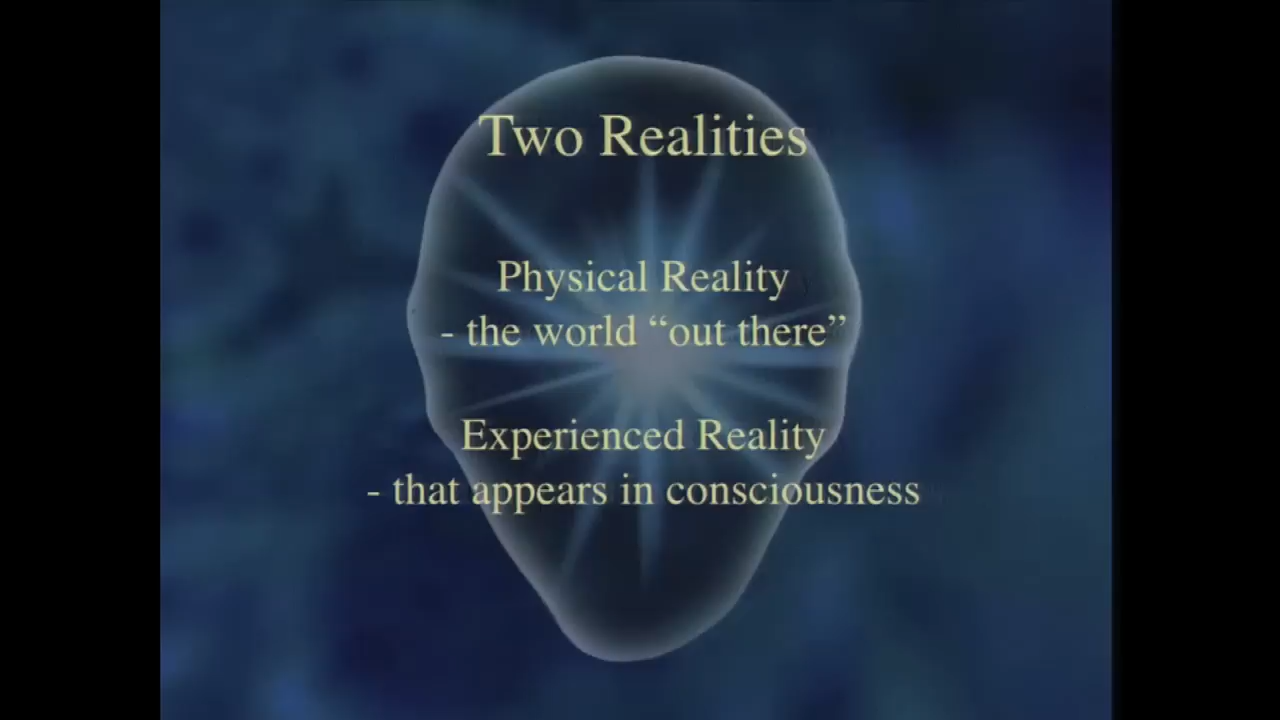 Two Realities
Physical Reality
- the world “out there”
Experienced Reality
- that appears in consciousness